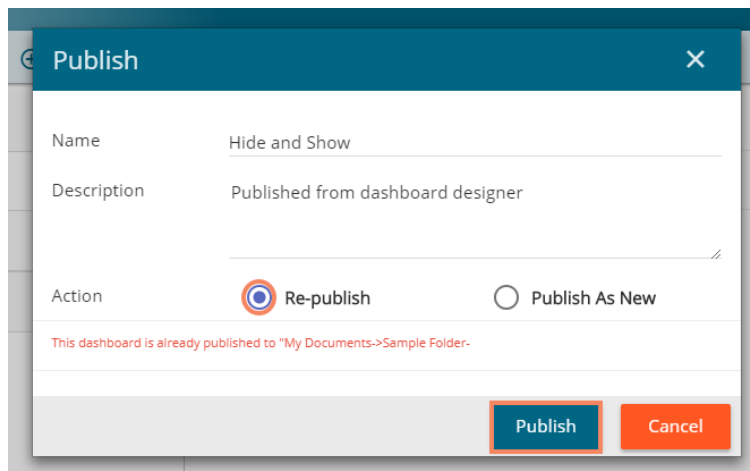 Publish
Name
Hide and Show
Description
Published from dashboard designer
Action
Re-publish
Publish As New
This dashboard is already published to "My Documents->Sample Folder-
Publish
Cancel